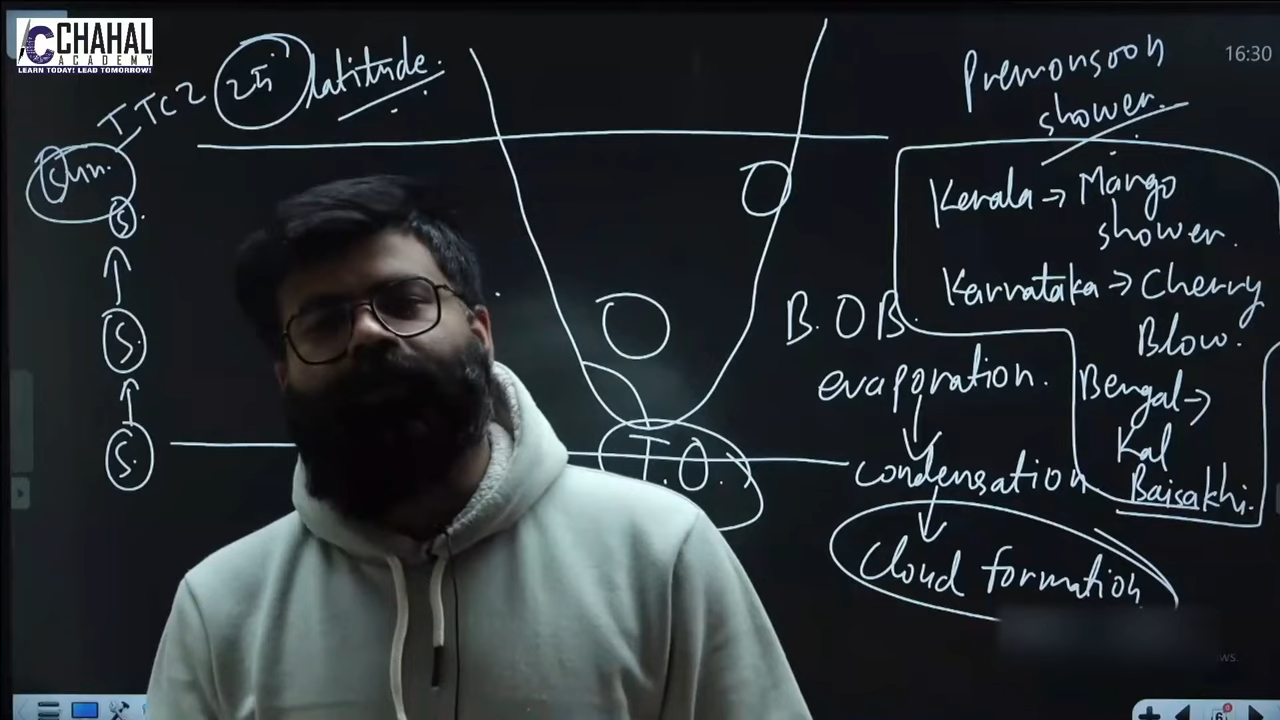 CHAHAL
ACADEMY
LEARN TODAY! LEAD TOMORROW!
16:30
ITCZ
latitude.
S.
S.
S.
I.O.
B.O.B.
evaporation.
condensation
Cloud formation
Premonsoon
shower.
Kerala → Mango
shower.
Karnataka → Cherry
Blow.
Bengal →
Kal
Baisakhi.